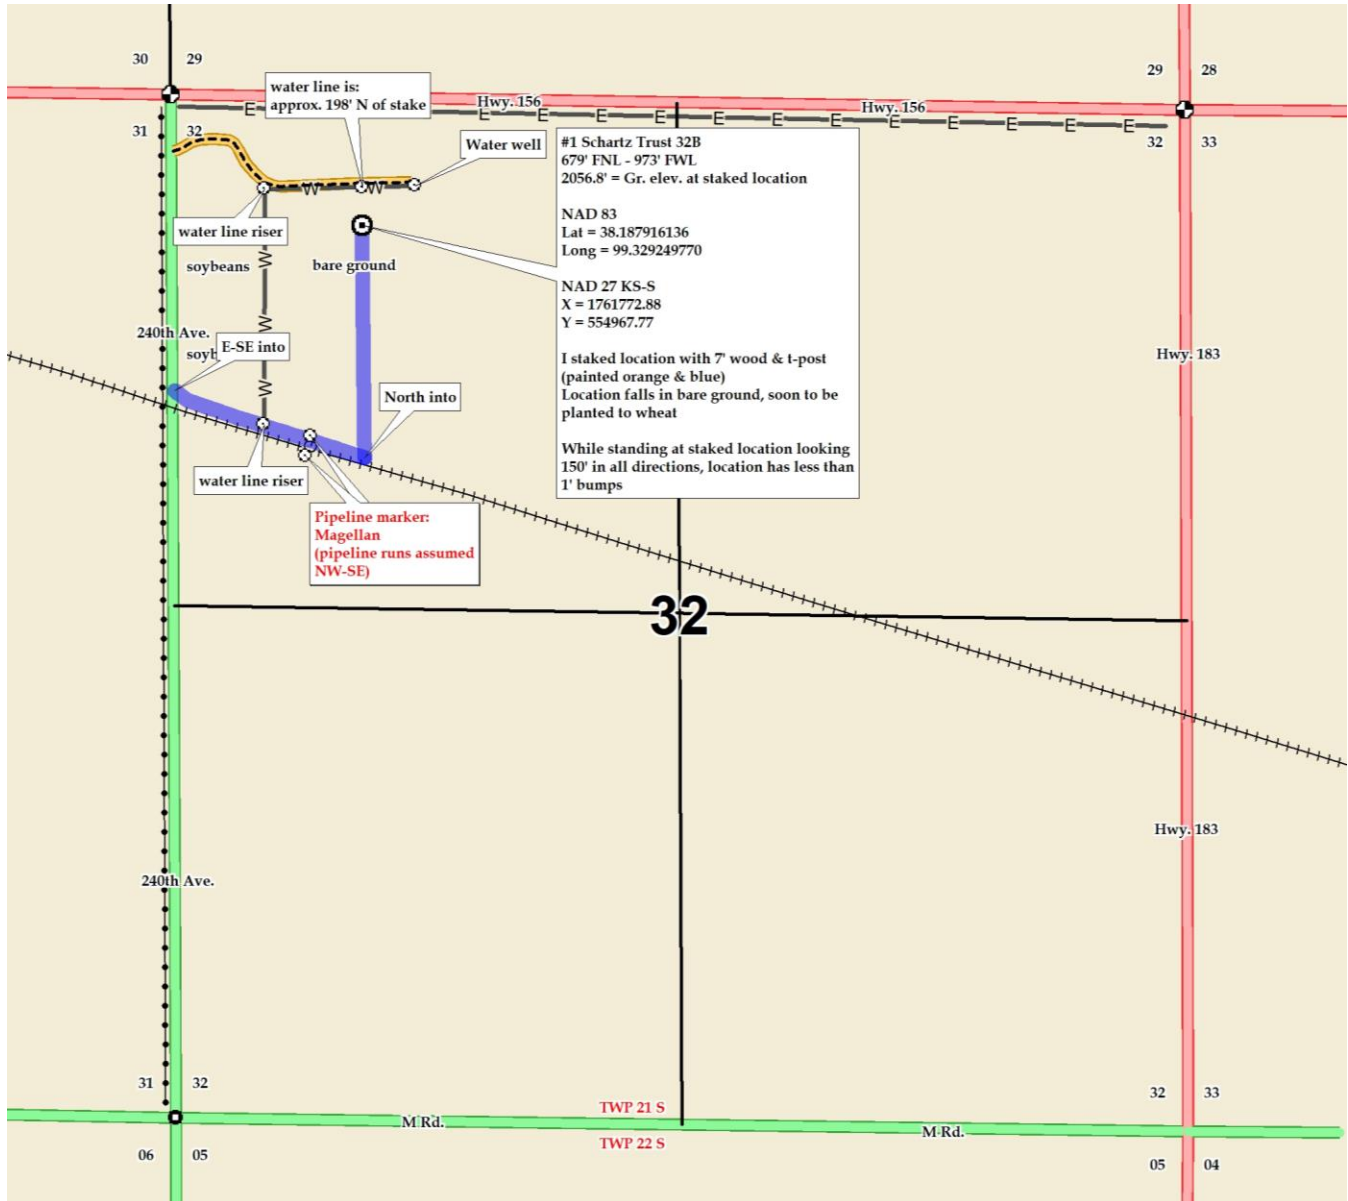 30 29
29 28
water line is:
approx. 198' N of stake
Hwy. 156
Hwy. 156
E E E E E E E E E E E E
31 32
32 33
Water well
#1 Schartz Trust 32B
679' FNL - 973' FWL
2056.8' = Gr. elev. at staked location
NAD 83
Lat = 38.187916136
Long = 99.329249770
NAD 27 KS-S
X = 1761772.88
Y = 554967.77
I staked location with 7' wood & t-post
(painted orange & blue)
Location falls in bare ground, soon to be
planted to wheat
While standing at staked location looking
150' in all directions, location has less than
1' bumps
W W
water line riser
W
soybeans
bare ground
W
240th Ave.
E-SE into
soyb
Hwy. 183
W
North into
water line riser
Pipeline marker:
Magellan
(pipeline runs assumed
NW-SE)
32
Hwy. 183
240th Ave.
31 32
32 33
TWP 21 S
M Rd.
M Rd.
TWP 22 S
06 05
05 04